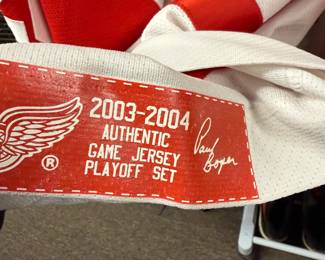 2003-2004
AUTHENTIC
GAME JERSEY
PLAYOFF SET
Paul
Boyer
®